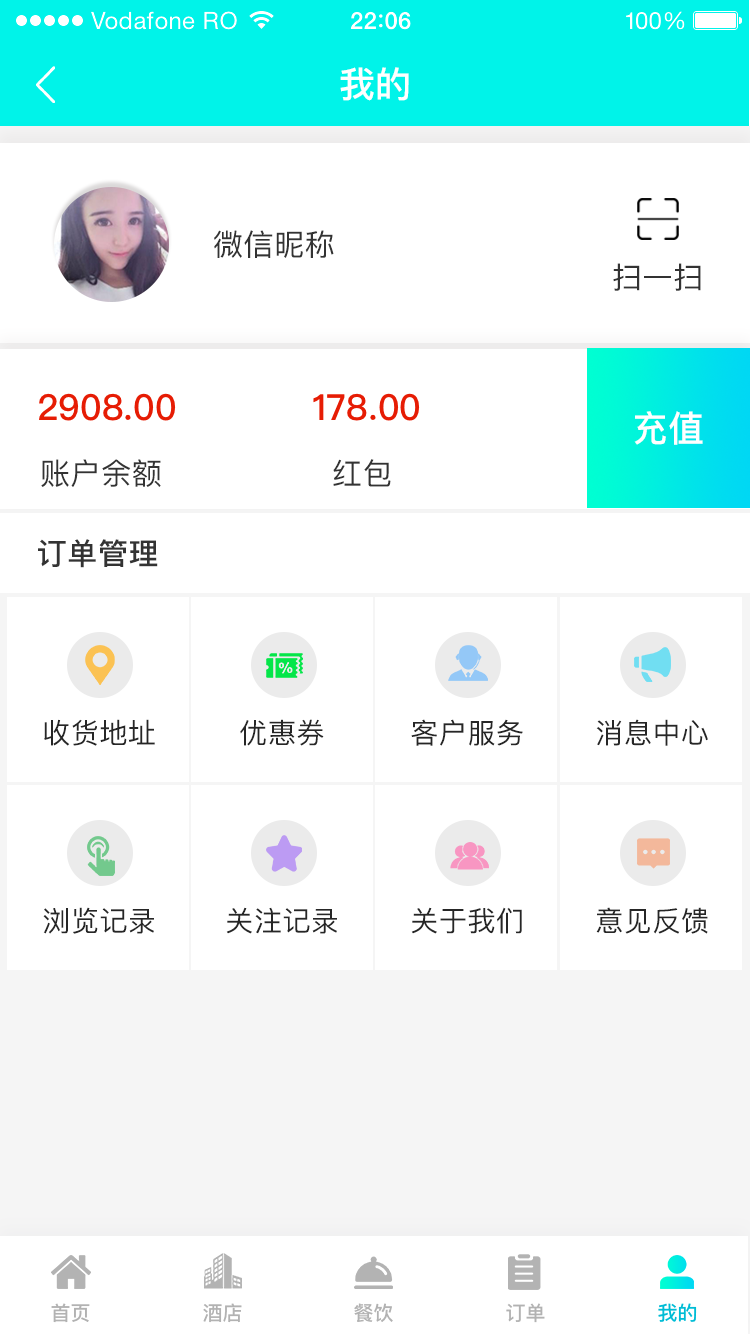 Vodafone RO 22:06 100%
我的
微信昵称
扫一扫
2908.00 178.00
充值
账户余额 红包
订单管理
%
收货地址 优惠券 客户服务 消息中心
浏览记录 关注记录 关于我们 意见反馈
首页 酒店 餐饮 订单 我的